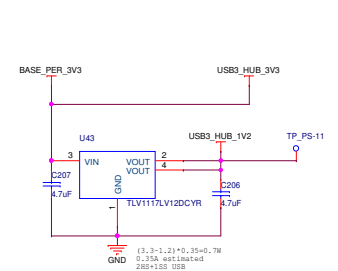 BASE_PER_3V3
USB3_HUB_3V3
U43
USB3_HUB_1V2
TP_PS-11
3
VIN
VOUT
2
VOUT
4
GND
1
C207
4.7uF
TLV1117LV12DCYR
C206
4.7uF
GND
(3.3-1.2)*0.35=0.7W
0.35A estimated
2HS+1SS USB